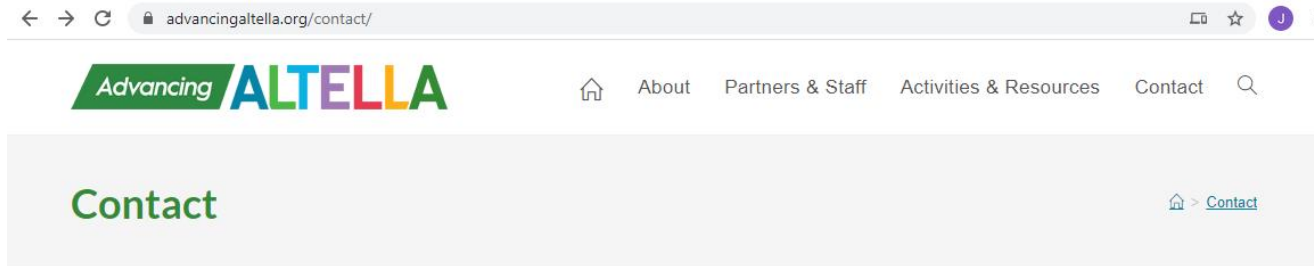 advancingaltella.org/contact/
J
Advancing ALTELLA
About Partners & Staff Activities & Resources Contact
Contact
> Contact